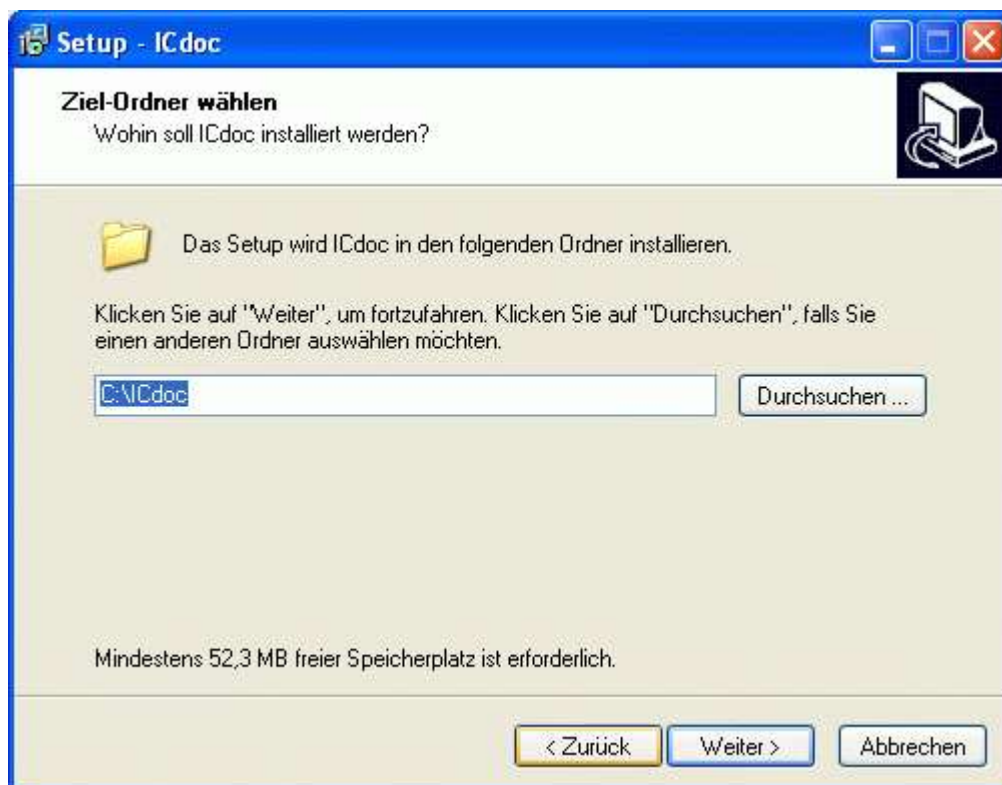 Setup - ICdoc
Ziel-Ordner wählen
Wohin soll ICdoc installiert werden?
Das Setup wird ICdoc in den folgenden Ordner installieren.
Klicken Sie auf "Weiter", um fortzufahren. Klicken Sie auf "Durchsuchen", falls Sie
einen anderen Ordner auswählen möchten.
C:\ICdoc
Durchsuchen ...
Mindestens 52,3 MB freier Speicherplatz ist erforderlich.
< Zurück
Weiter >
Abbrechen